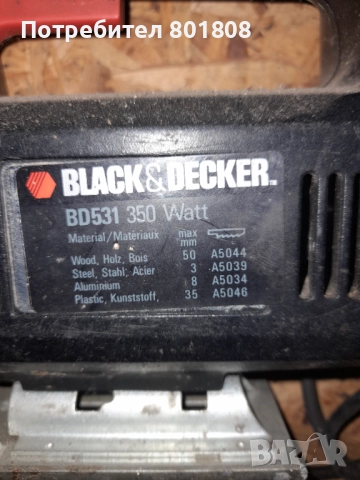 Потребител 801808
BLACK&DECKER™
BD531 350 Watt
Material/Matériaux max mm
Wood, Holz, Bois 50 A5044
Steel, Stahl, Acier 3 A5039
Aluminium 8 A5034
Plastic, Kunststoff, 35 A5046
BAZAR